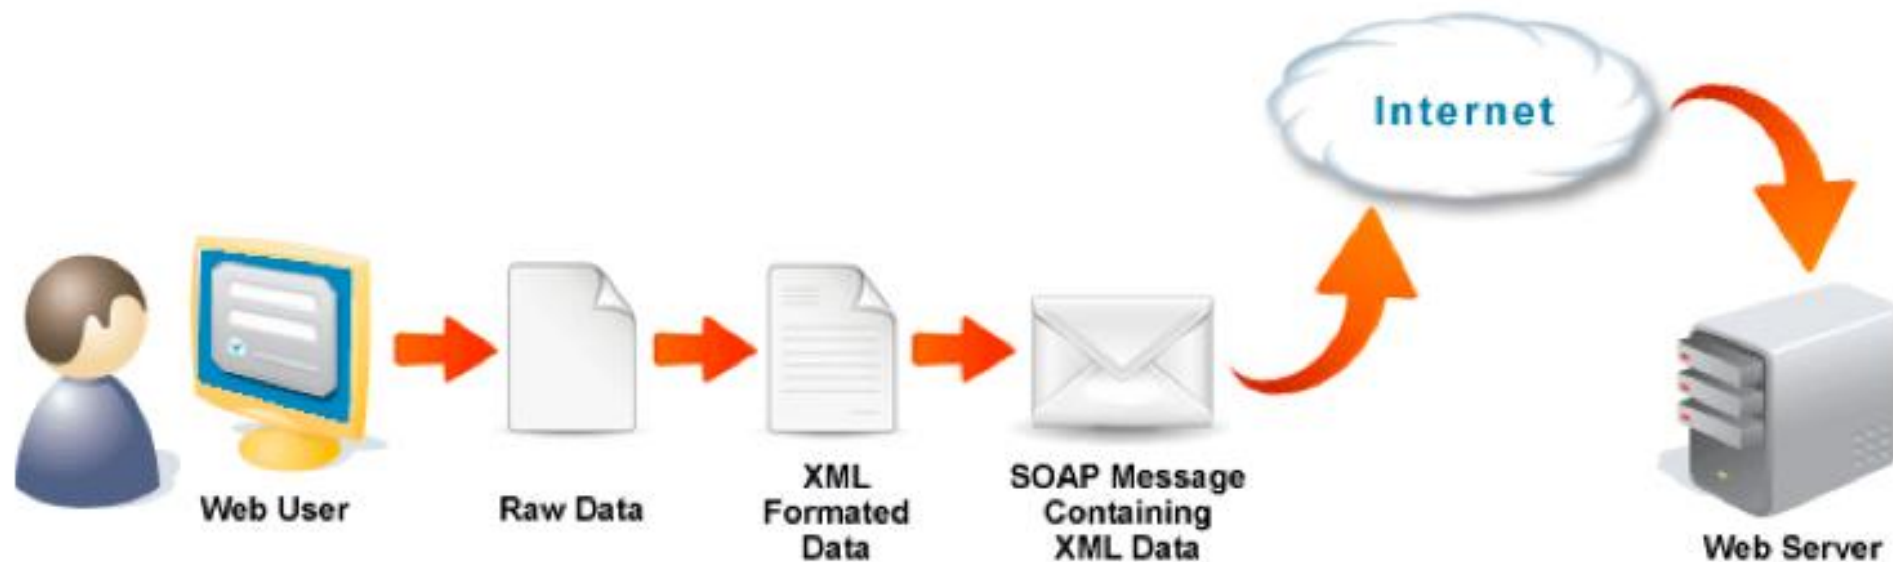 Internet
Web User
Raw Data
XML
Formated
Data
SOAP Message
Containing
XML Data
Web Server